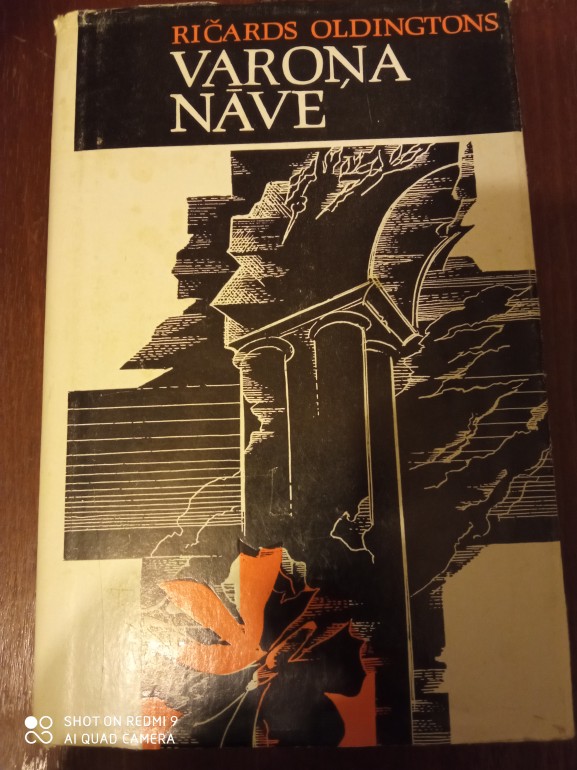 RIČARDS OLDINGTONS
VAROŅA
NĀVE
SHOT ON REDMI 9
AI QUAD CAMERA